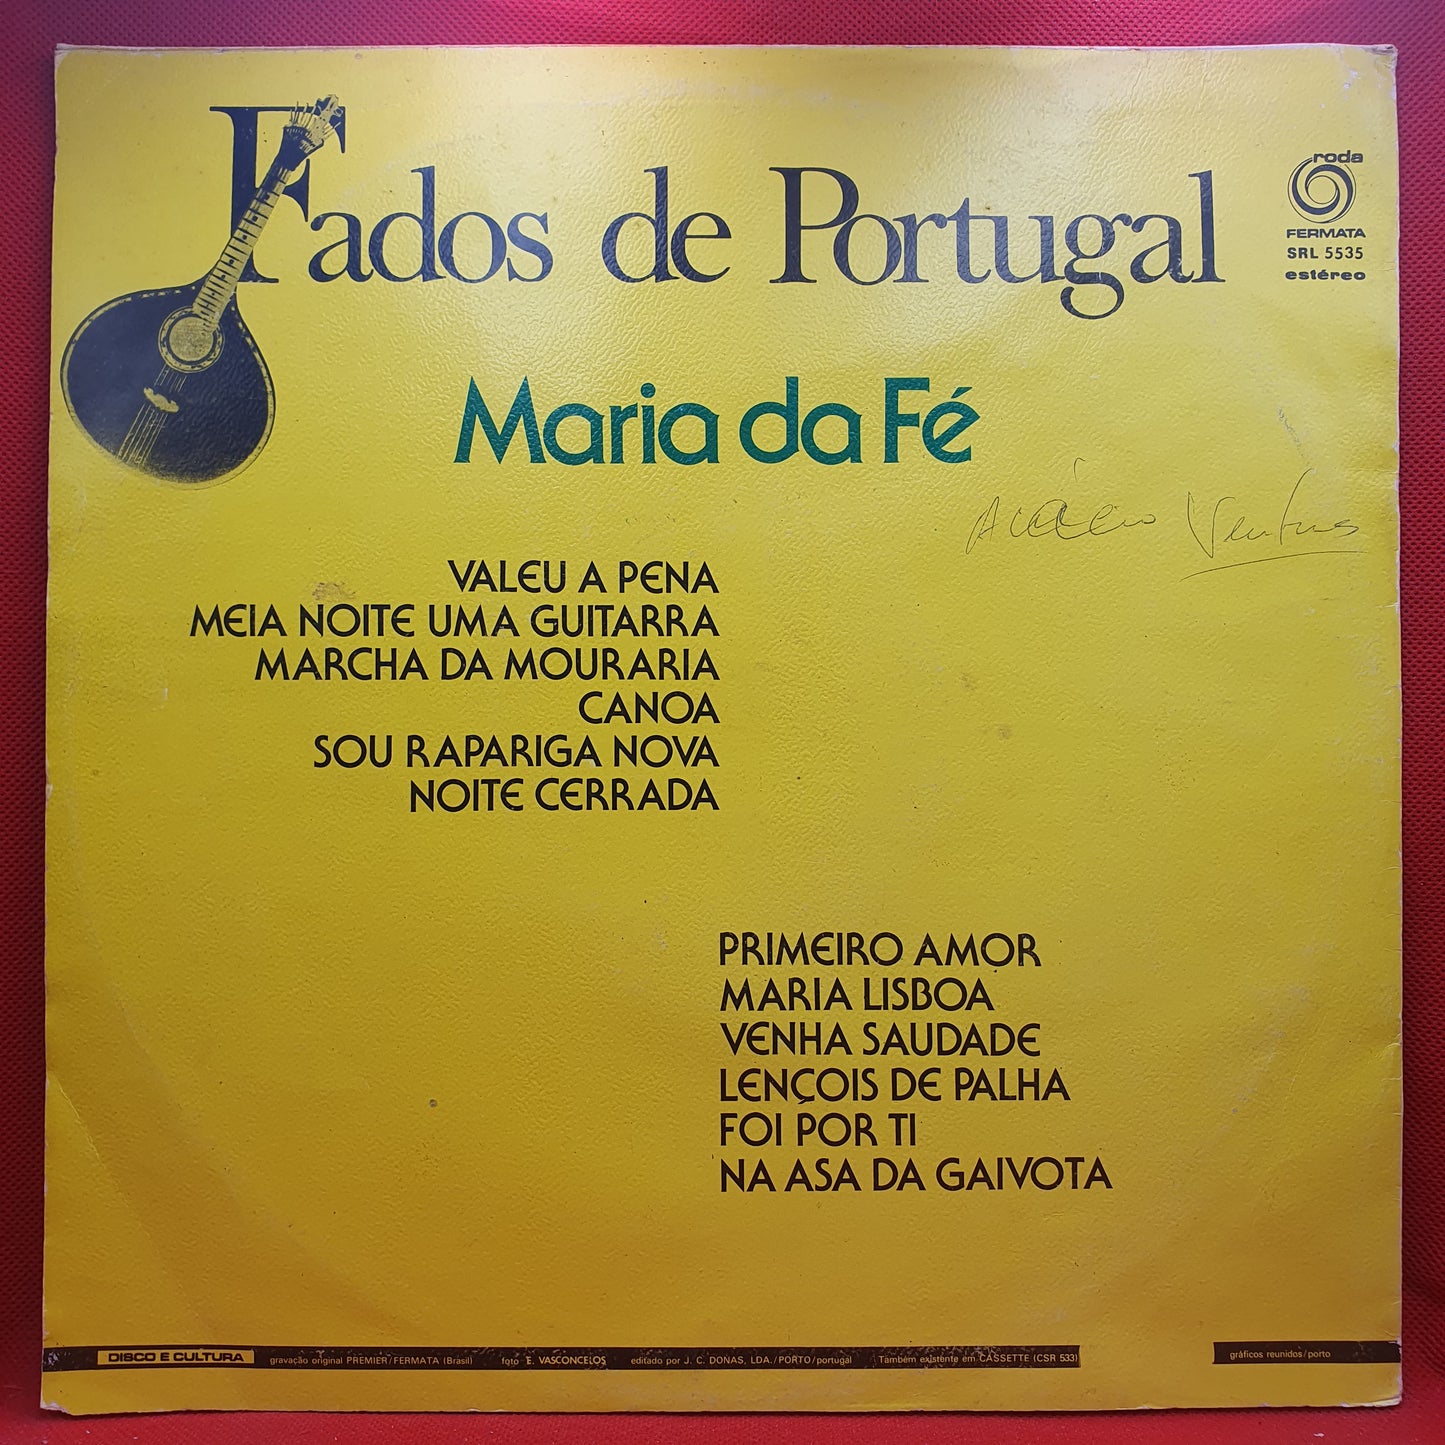 Fados de Portugal
roda
FERMATA
SRL 5535
estéreo
Maria da Fé
Ventura
VALEU A PENA
MEIA NOITE UMA GUITARRA
MARCHA DA MOURARIA
CANOA
SOU RAPARIGA NOVA
NOITE CERRADA
PRIMEIRO AMOR
MARIA LISBOA
VENHA SAUDADE
LENÇOIS DE PALHA
FOI POR TI
NA ASA DA GAIVOTA
DISCO E CULTURA gravação original PREMIER/FERMATA (Brasil) foto E. VASCONCELOS editado por J. C. DONAS, LDA./PORTO/portugal Também existente em CASSETTE (CSR 533) gráficos reunidos/porto